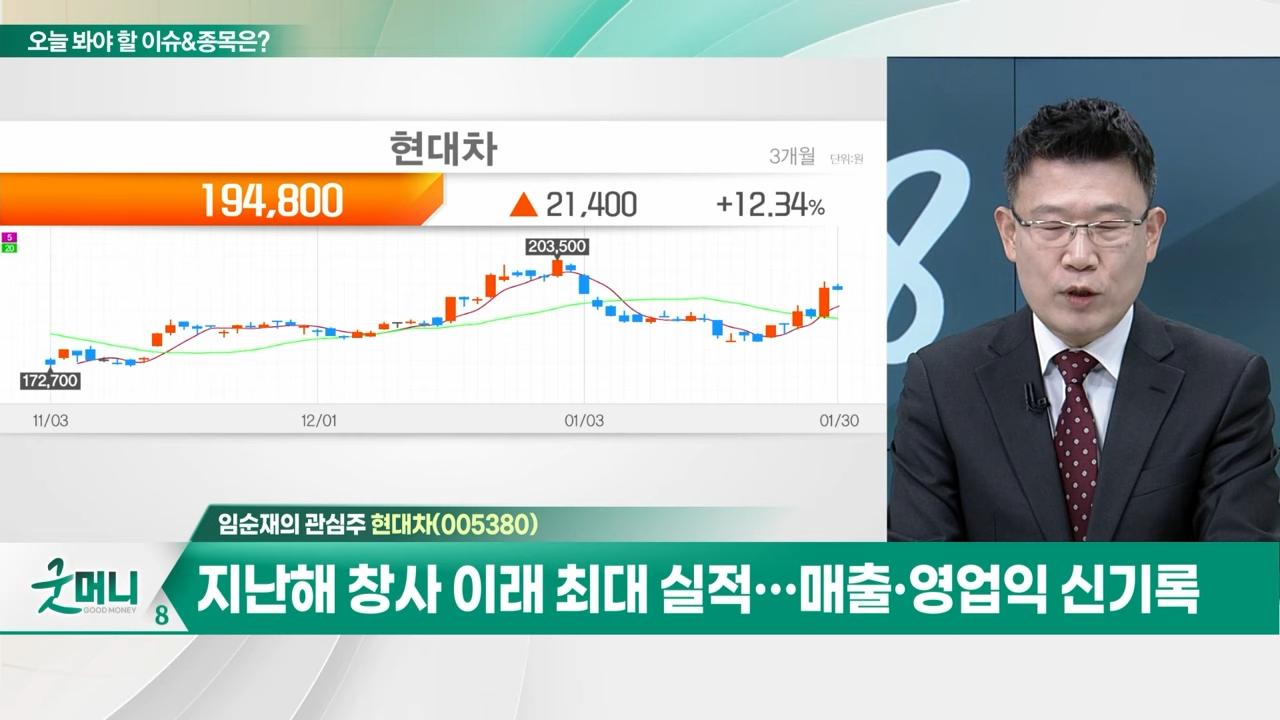 오늘 봐야 할 이슈&종목은?
현대차
3개월 단위:원
194,800 ▲ 21,400 +12.34%
5
20
203,500
172,700
11/03 12/01 01/03 01/30
임순재의 관심주 현대차(005380)
지난해 창사 이래 최대 실적…매출·영업익 신기록
굿머니
GOOD MONEY
8
8